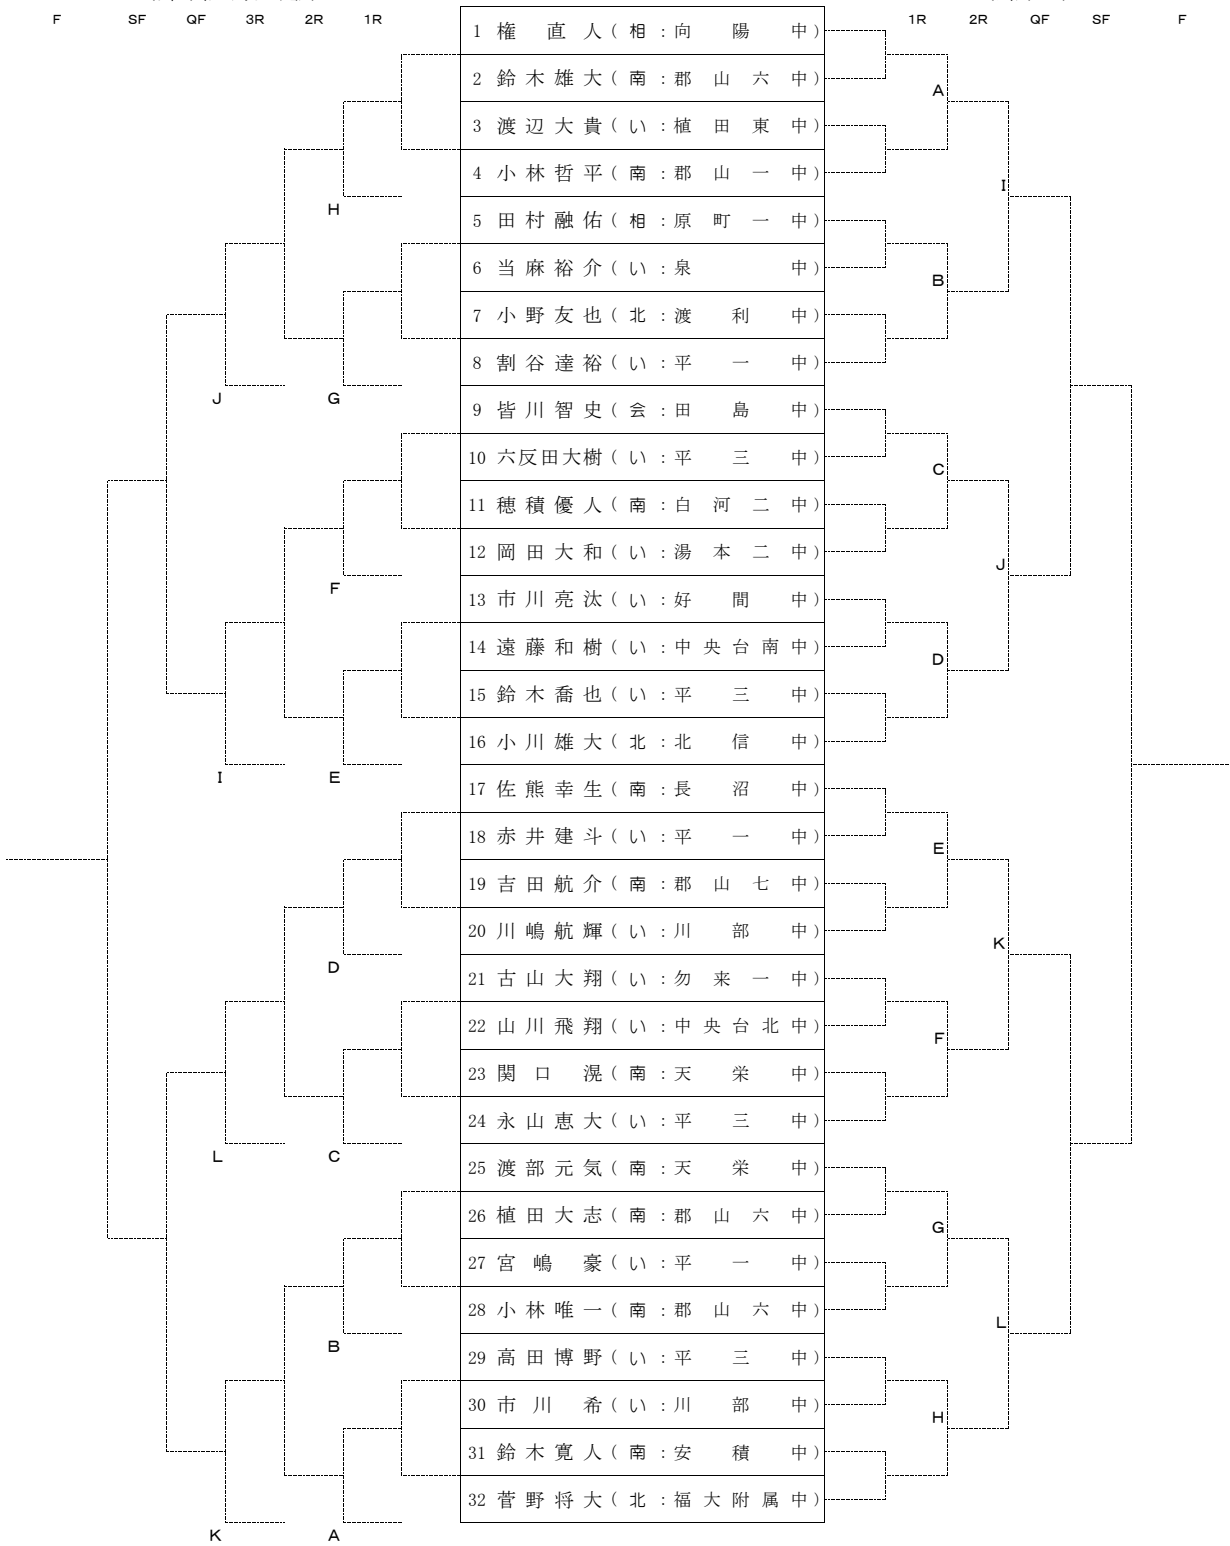 F SF QF 3R 2R 1R 1R 2R QF SF F
1 権直人(相:向陽中)
2 鈴木雄大(南:郡山六中)
A
3 渡辺大貴(い:植田東中)
4 小林哲平(南:郡山一中)
I
H
5 田村融佑(相:原町一中)
6 当麻裕介(い:泉中)
B
7 小野友也(北:渡利中)
8 割谷達裕(い:平一中)
J G
9 皆川智史(会:田島中)
10 六反田大樹(い:平三中)
C
11 穂積優人(南:白河二中)
12 岡田大和(い:湯本二中)
J
F
13 市川亮汰(い:好間中)
14 遠藤和樹(い:中央台南中)
D
15 鈴木喬也(い:平三中)
16 小川雄大(北:北信中)
I E
17 佐熊幸生(南:長沼中)
18 赤井建斗(い:平一中)
E
19 吉田航介(南:郡山七中)
20 川嶋航輝(い:川部中)
K
D
21 古山大翔(い:勿来一中)
22 山川飛翔(い:中央台北中)
F
23 関口滉(南:天栄中)
24 永山恵大(い:平三中)
L C
25 渡部元気(南:天栄中)
26 植田大志(南:郡山六中)
G
27 宮嶋豪(い:平一中)
28 小林唯一(南:郡山六中)
L
B
29 高田博野(い:平三中)
30 市川希(い:川部中)
H
31 鈴木寛人(南:安積中)
32 菅野将大(北:福大附属中)
K A